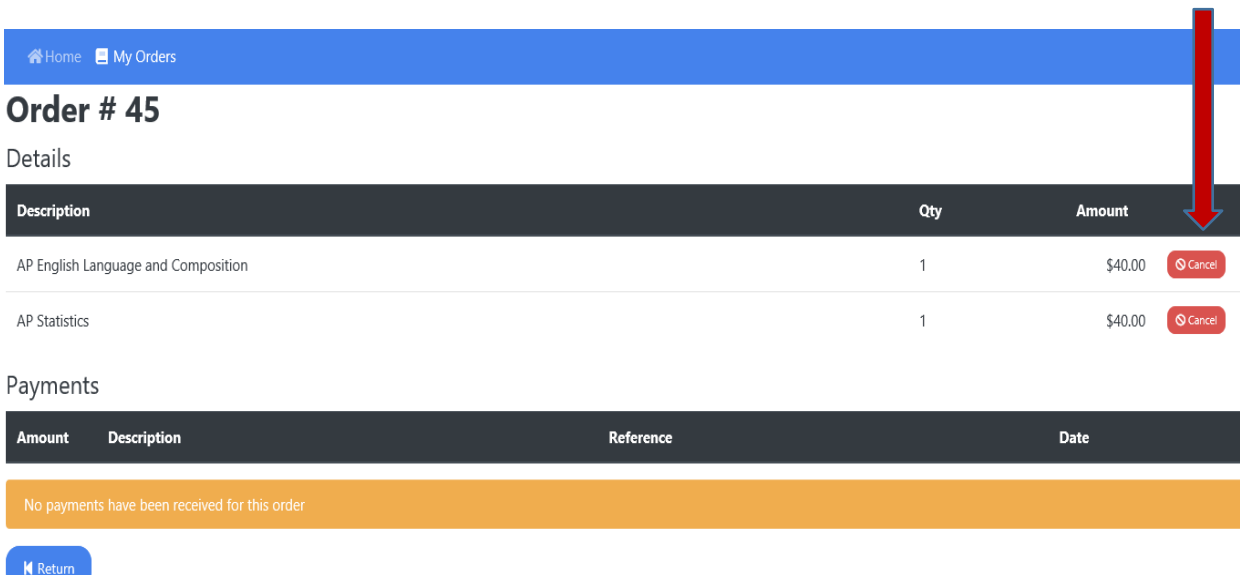 Home My Orders
Order # 45
Details
Description Qty Amount
AP English Language and Composition 1 $40.00 Cancel
AP Statistics 1 $40.00 Cancel
Payments
Amount Description Reference Date
No payments have been received for this order
Return